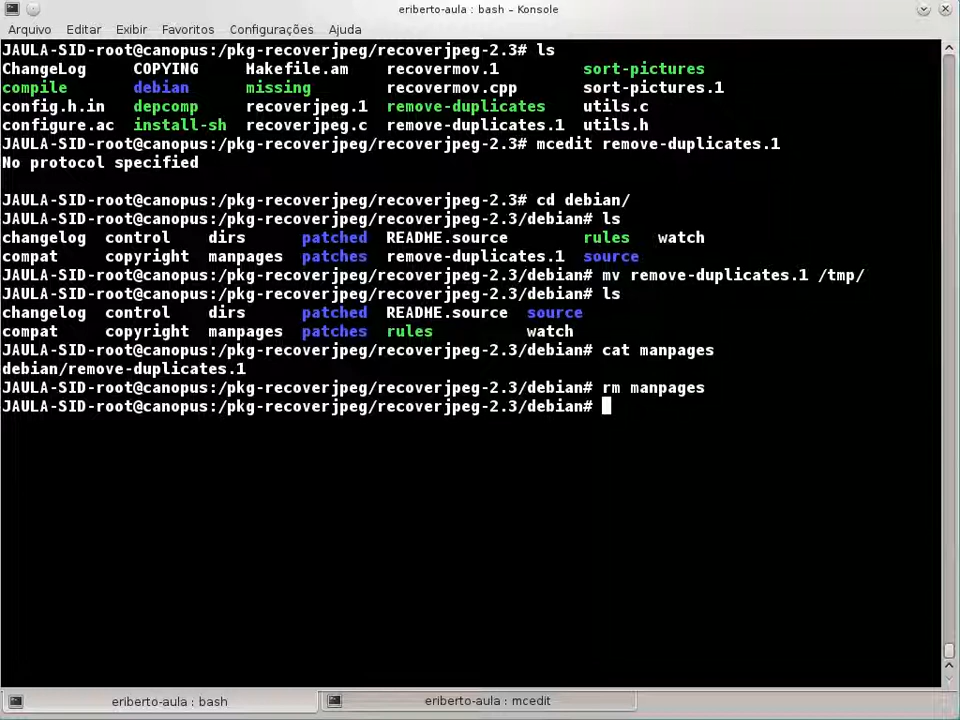 eriberto-aula : bash – Konsole
Arquivo Editar Exibir Favoritos Configurações Ajuda
JAULA-SID-root@canopus:/pkg-recoverjpeg/recoverjpeg-2.3# ls
ChangeLog COPYING Makefile.am recovermov.1 sort-pictures
compile debian missing recovermov.cpp sort-pictures.1
config.h.in depcomp recoverjpeg.1 remove-duplicates utils.c
configure.ac install-sh recoverjpeg.c remove-duplicates.1 utils.h
JAULA-SID-root@canopus:/pkg-recoverjpeg/recoverjpeg-2.3# mcedit remove-duplicates.1
No protocol specified
JAULA-SID-root@canopus:/pkg-recoverjpeg/recoverjpeg-2.3# cd debian/
JAULA-SID-root@canopus:/pkg-recoverjpeg/recoverjpeg-2.3/debian# ls
changelog control dirs patched README.source rules watch
compat copyright manpages patches remove-duplicates.1 source
JAULA-SID-root@canopus:/pkg-recoverjpeg/recoverjpeg-2.3/debian# mv remove-duplicates.1 /tmp/
JAULA-SID-root@canopus:/pkg-recoverjpeg/recoverjpeg-2.3/debian# ls
changelog control dirs patched README.source source
compat copyright manpages patches rules watch
JAULA-SID-root@canopus:/pkg-recoverjpeg/recoverjpeg-2.3/debian# cat manpages
debian/remove-duplicates.1
JAULA-SID-root@canopus:/pkg-recoverjpeg/recoverjpeg-2.3/debian# rm manpages
JAULA-SID-root@canopus:/pkg-recoverjpeg/recoverjpeg-2.3/debian#
eriberto-aula : bash eriberto-aula : mcedit